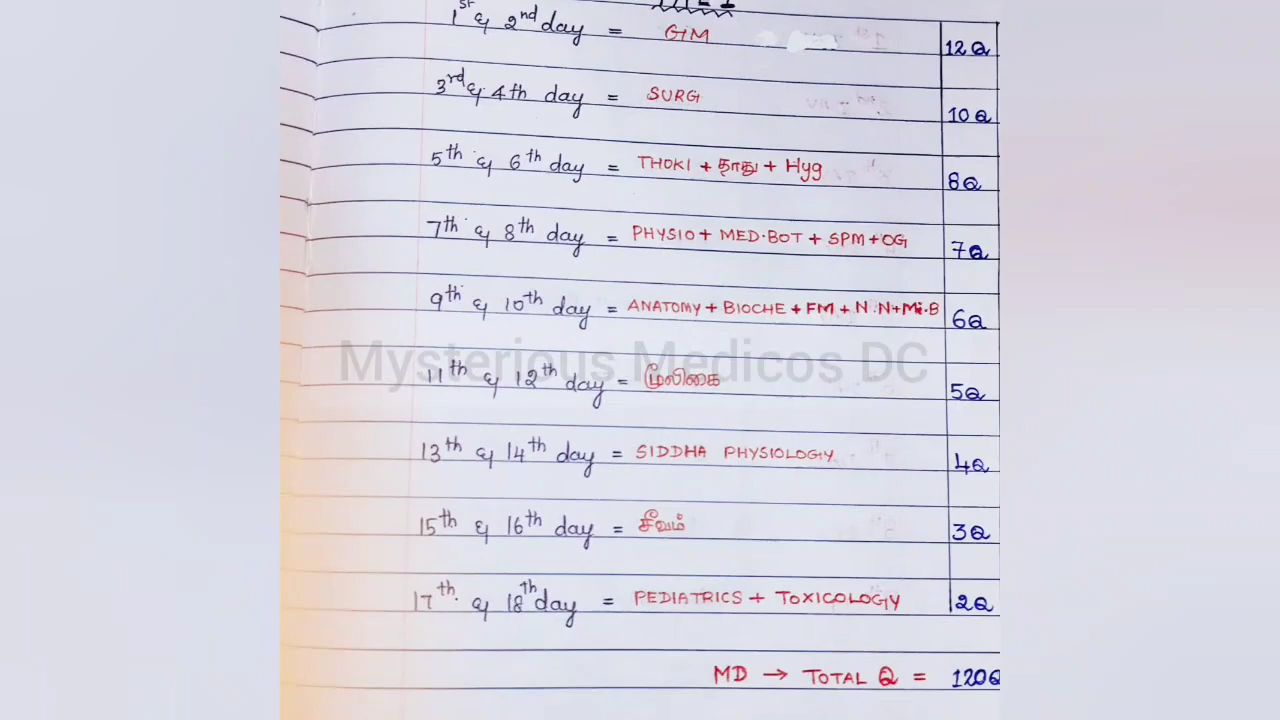 1st & 2nd day = GIM 12Q
3rd & 4th day = SURG 10Q
5th & 6th day = THOKI + தாது + Hyg 8Q
7th & 8th day = PHYSIO + MED.BOT + SPM + OG 7Q
9th & 10th day = ANATOMY + BIOCHE + FM + N.N + Mi.B 6Q
Mysterious Medicos DC
11th & 12th day = மூலிகை 5Q
13th & 14th day = SIDDHA PHYSIOLOGIY 4Q
15th & 16th day = சீவம் 3Q
17th & 18th day = PEDIATRICS + TOXICOLOGIY 2Q
MD → TOTAL Q = 120Q